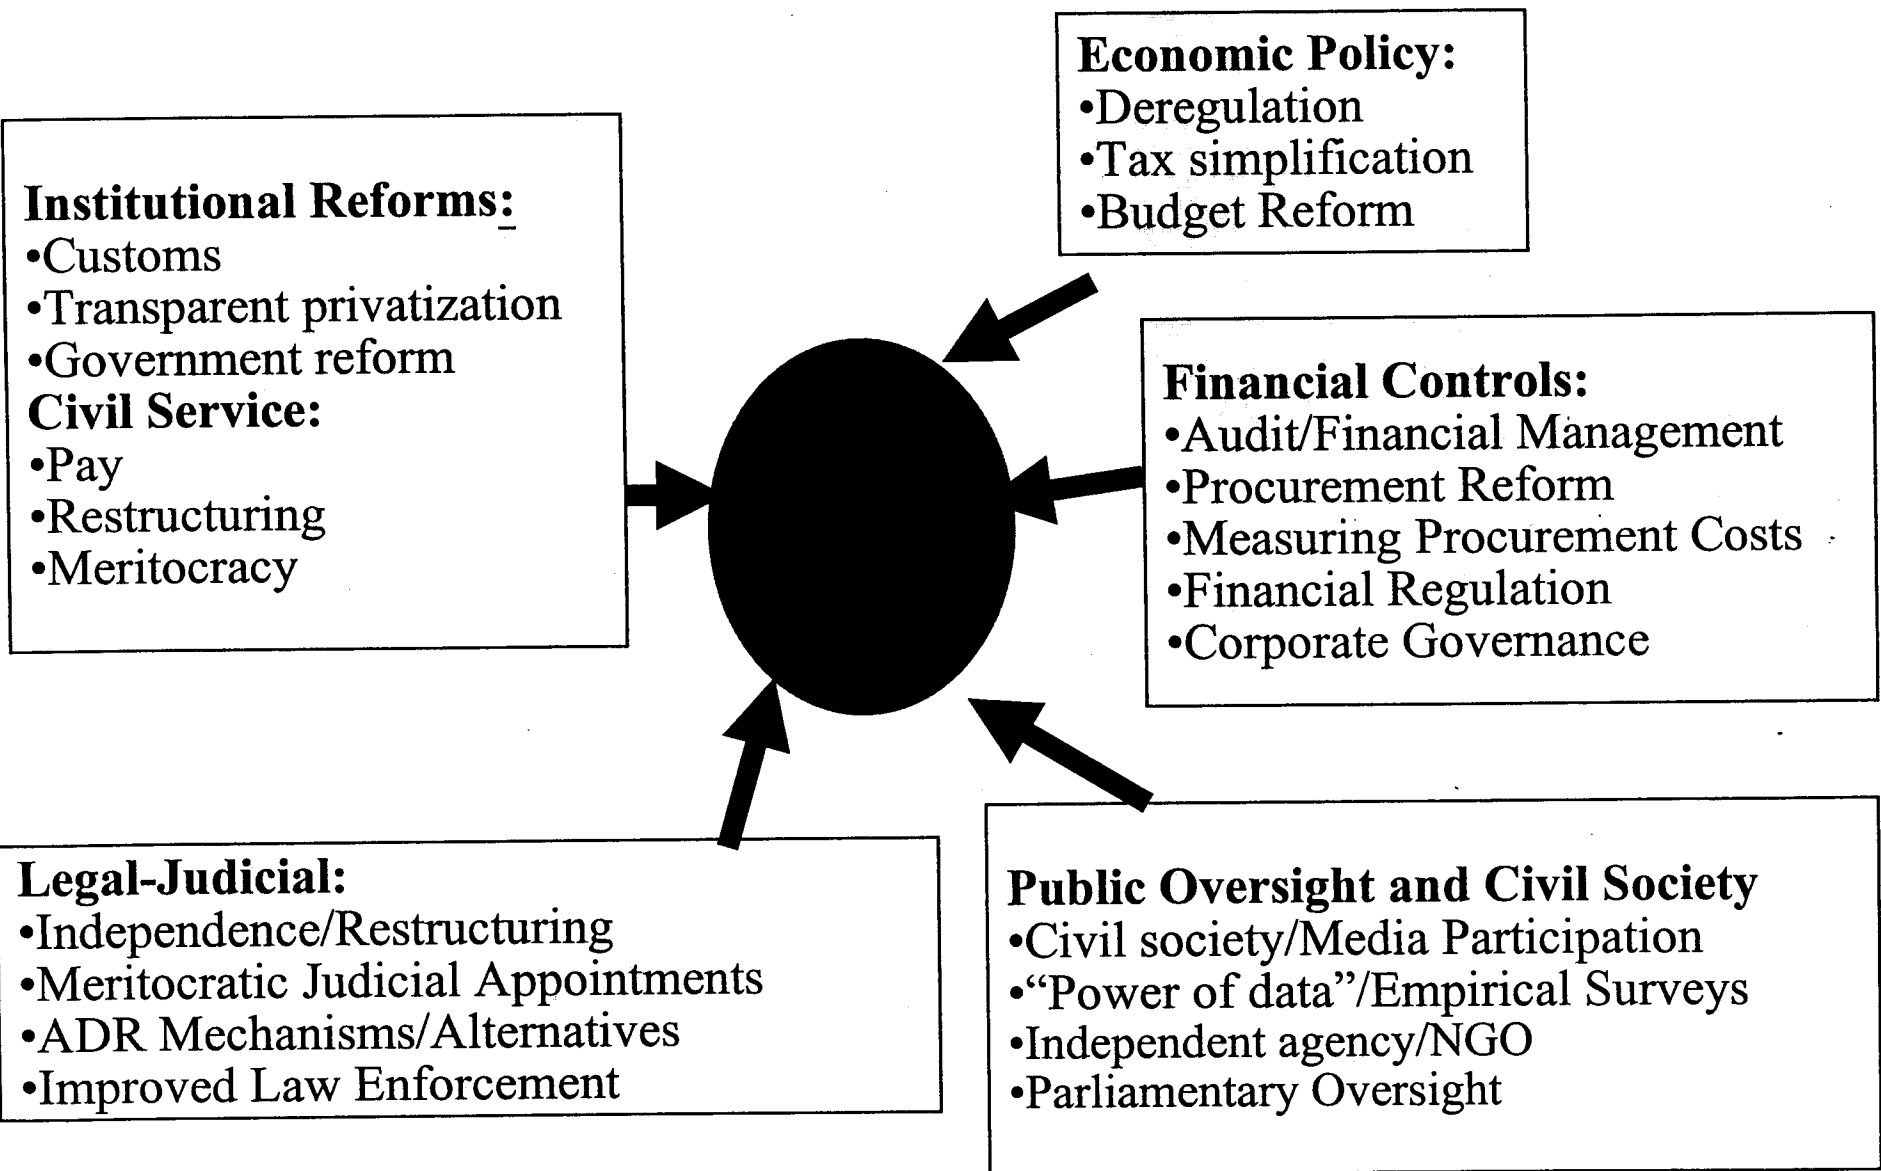 Economic Policy:
•Deregulation
•Tax simplification
•Budget Reform
Institutional Reforms:
•Customs
•Transparent privatization
•Government reform
Civil Service:
•Pay
•Restructuring
•Meritocracy
Financial Controls:
•Audit/Financial Management
•Procurement Reform
•Measuring Procurement Costs
•Financial Regulation
•Corporate Governance
Legal-Judicial:
•Independence/Restructuring
•Meritocratic Judicial Appointments
•ADR Mechanisms/Alternatives
•Improved Law Enforcement
Public Oversight and Civil Society
•Civil society/Media Participation
•“Power of data”/Empirical Surveys
•Independent agency/NGO
•Parliamentary Oversight